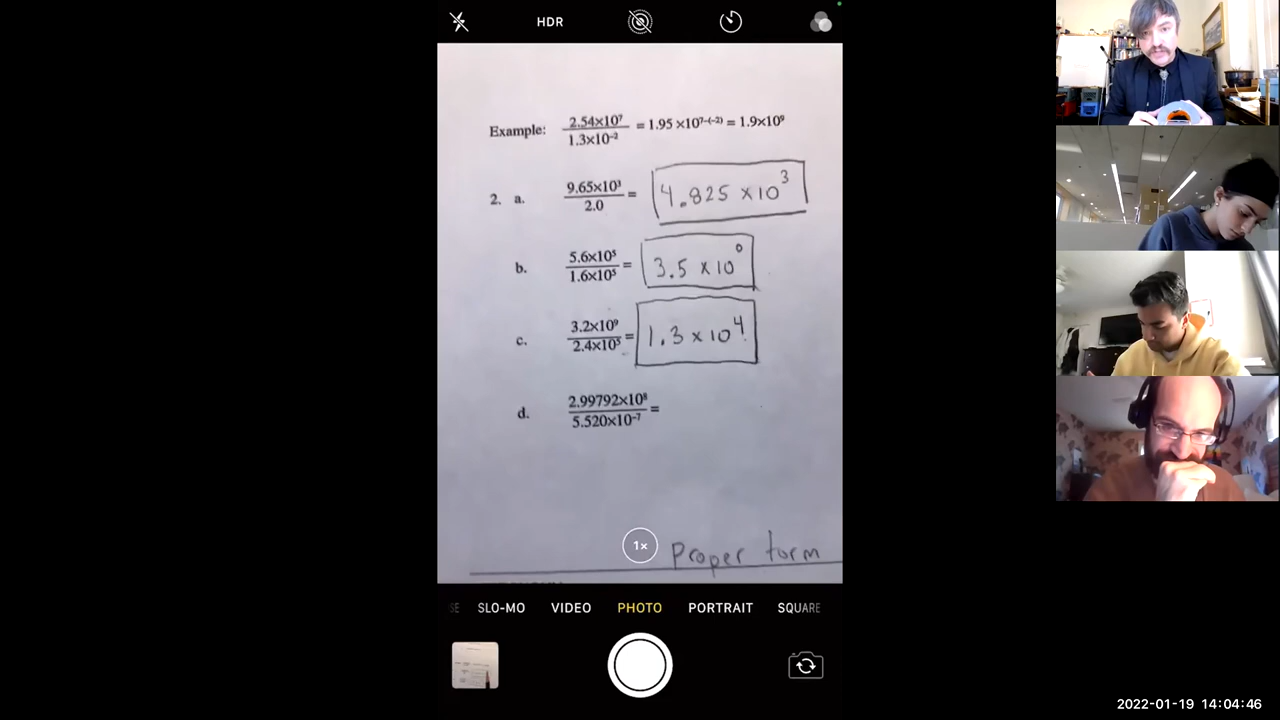 HDR
Example: 2.54×10⁷ / 1.3×10⁻² = 1.95 ×10⁷⁻⁽⁻²⁾ = 1.9×10⁹
2. a. 9.65×10³ / 2.0 = 4.825 ×10³
b. 5.6×10⁵ / 1.6×10⁵ = 3.5 ×10⁰
c. 3.2×10⁹ / 2.4×10⁵ = 1.3 × 10⁴
d. 2.99792×10⁸ / 5.520×10⁻⁷ =
1×
Proper form
SLO-MO VIDEO PHOTO PORTRAIT SQUARE
2022-01-19 14:04:46